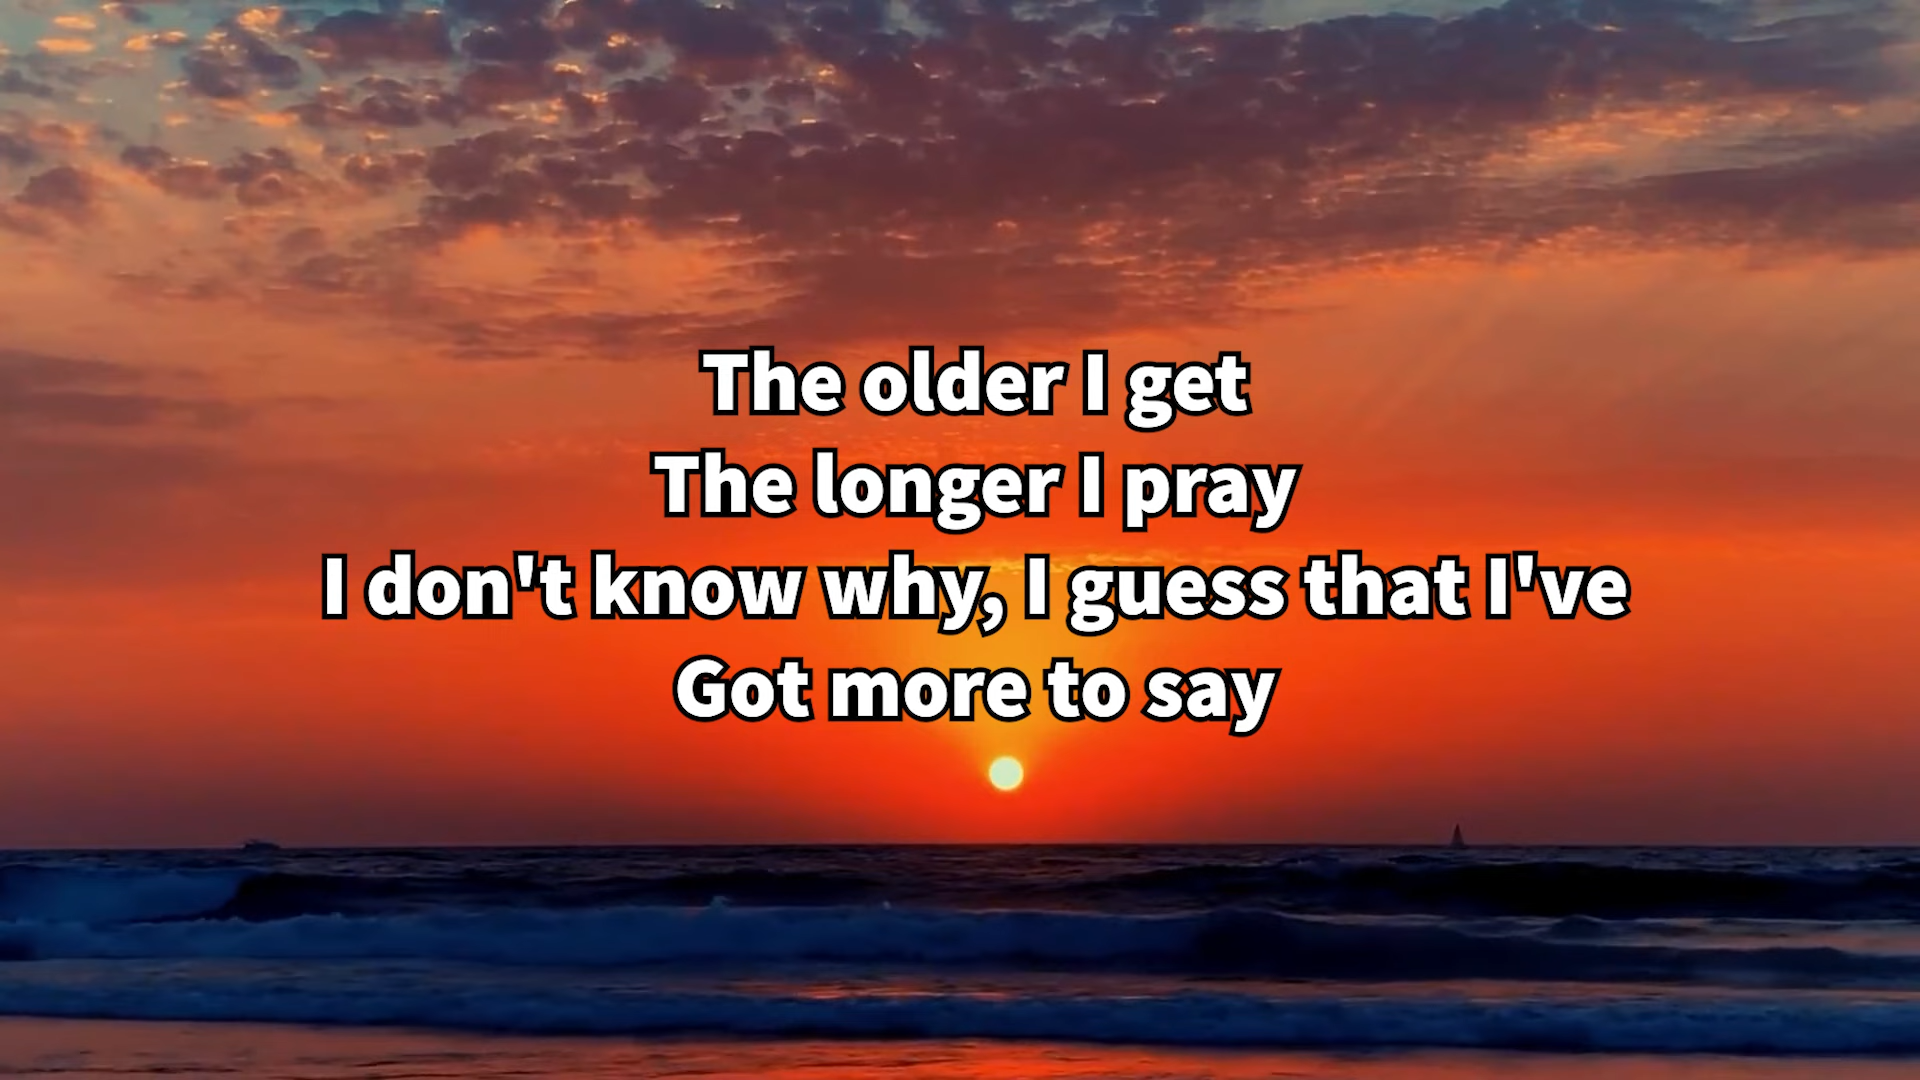 The older I get
The longer I pray
I don't know why, I guess that I've
Got more to say